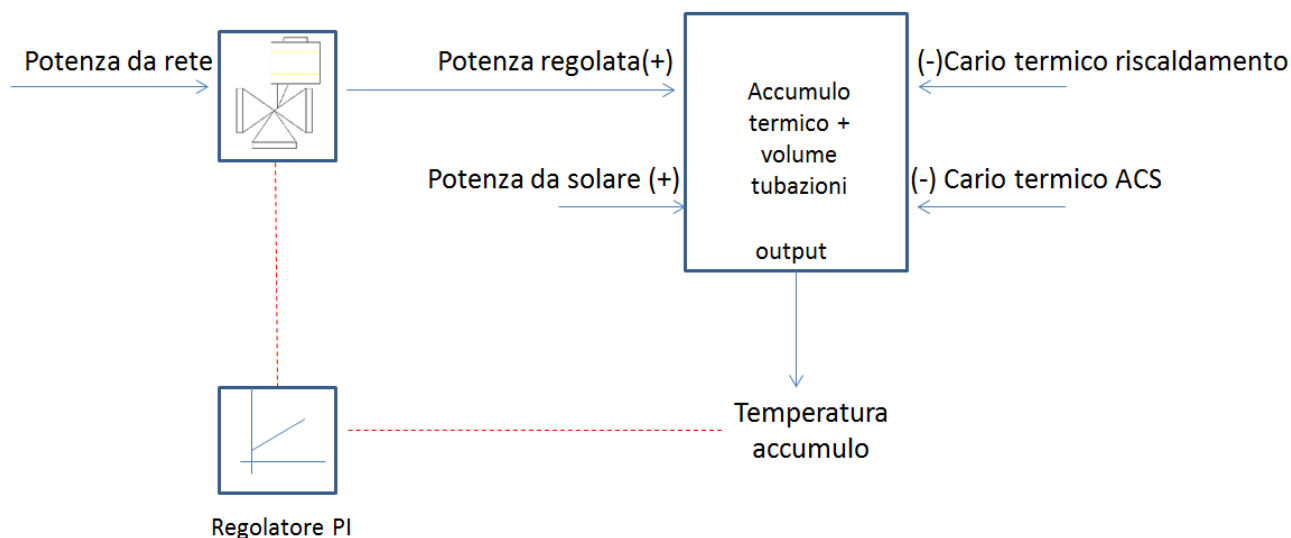 Potenza da rete
Potenza regolata(+)
(-)Cario termico riscaldamento
Accumulo
termico +
volume
tubazioni
Potenza da solare (+)
(-) Cario termico ACS
output
Temperatura
accumulo
Regolatore PI